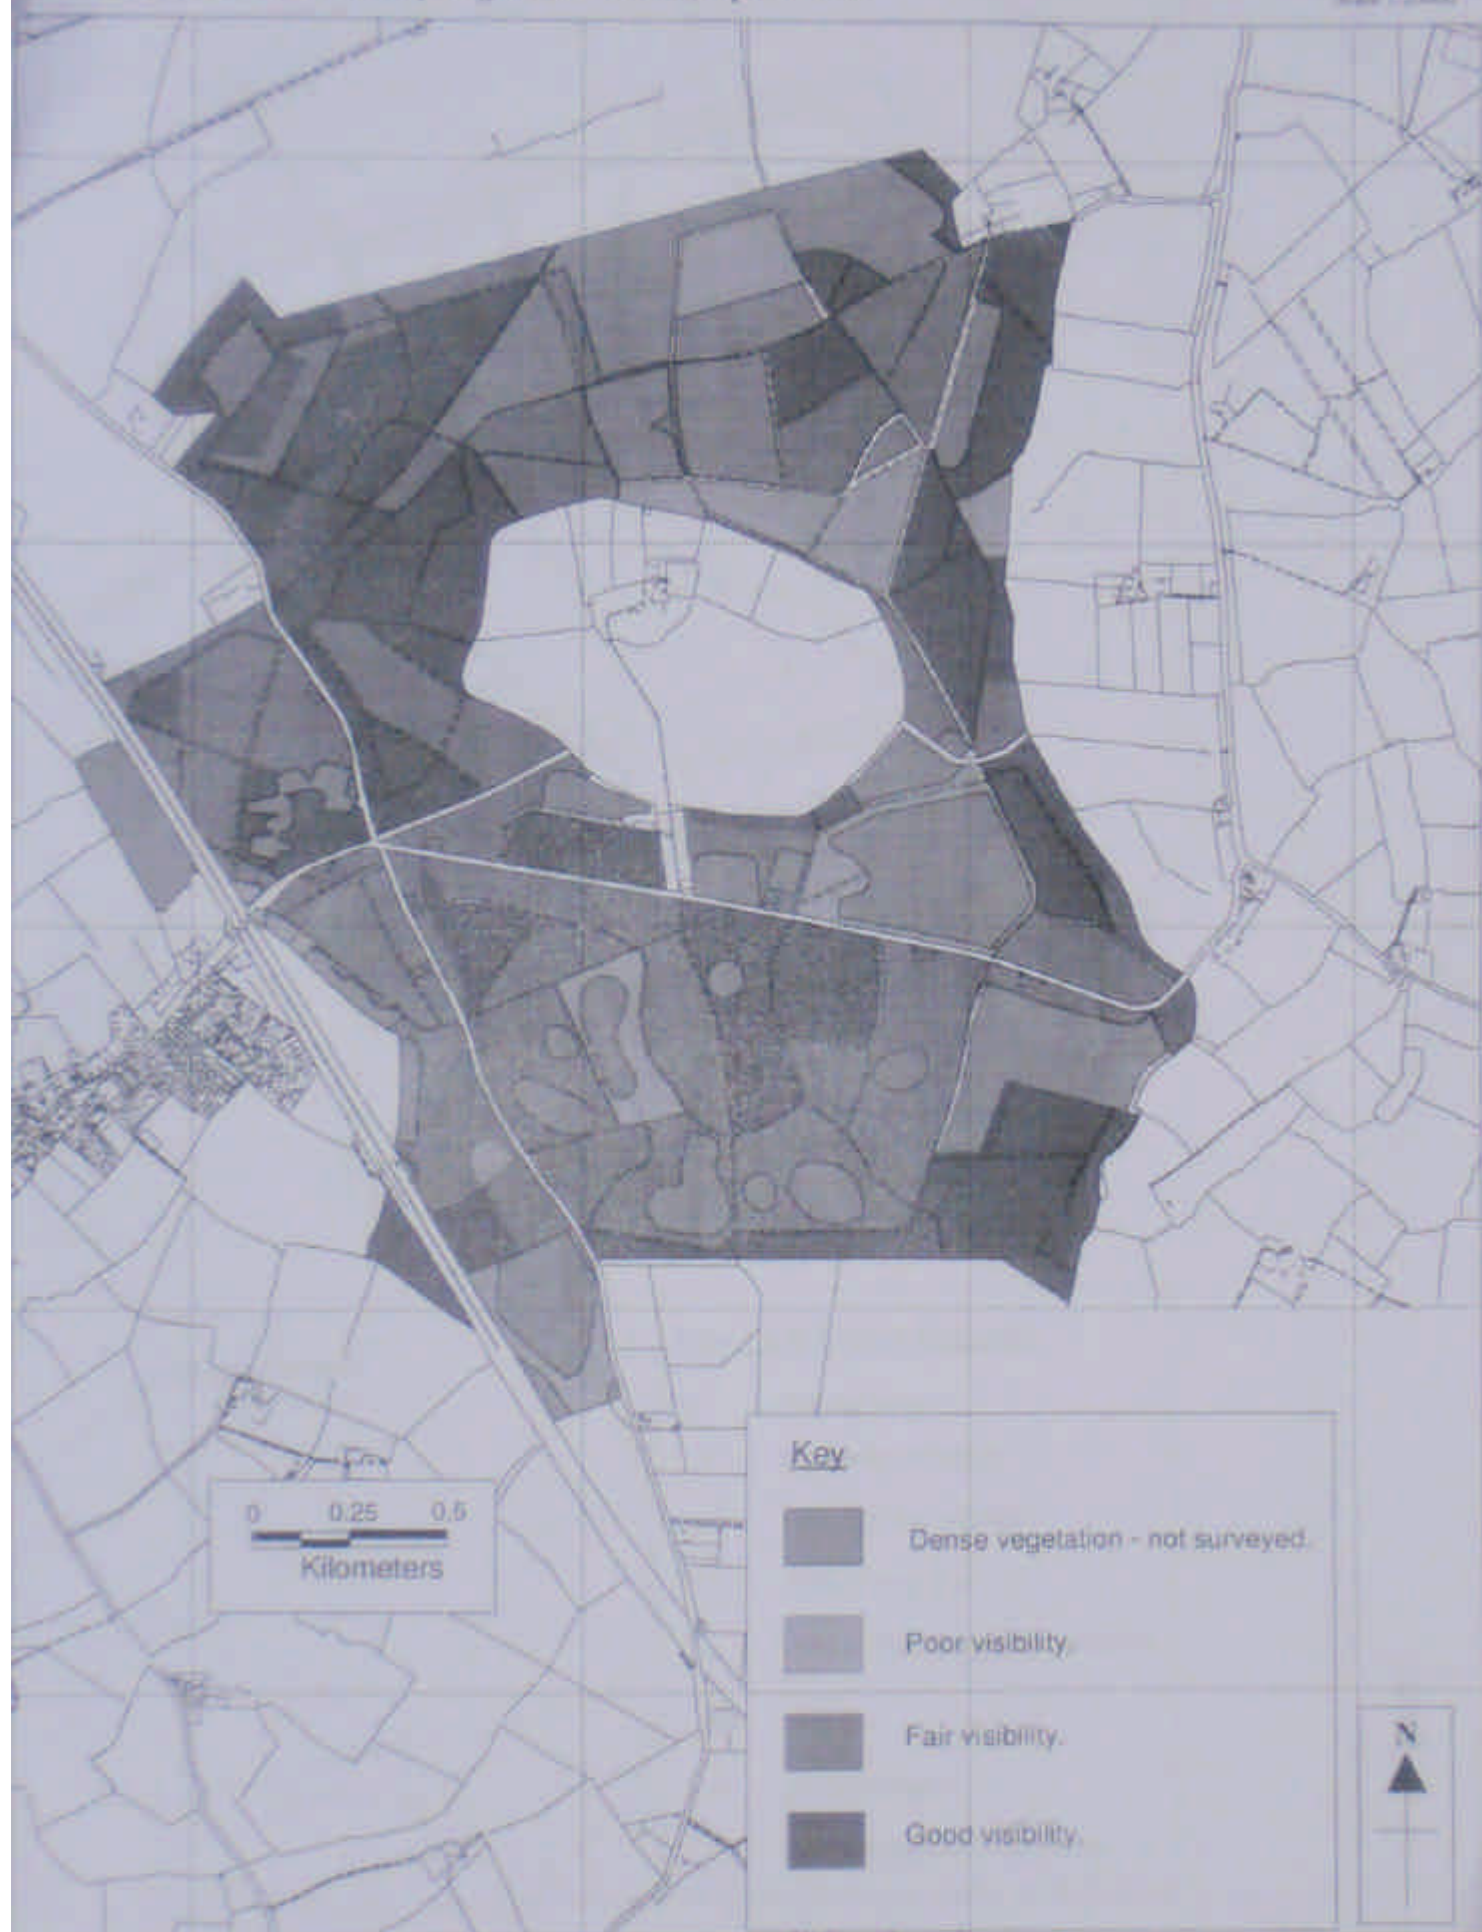 Key
Dense vegetation - not surveyed.
Poor visibility.
Fair visibility.
Good visibility.
0 0.25 0.5
Kilometers
N